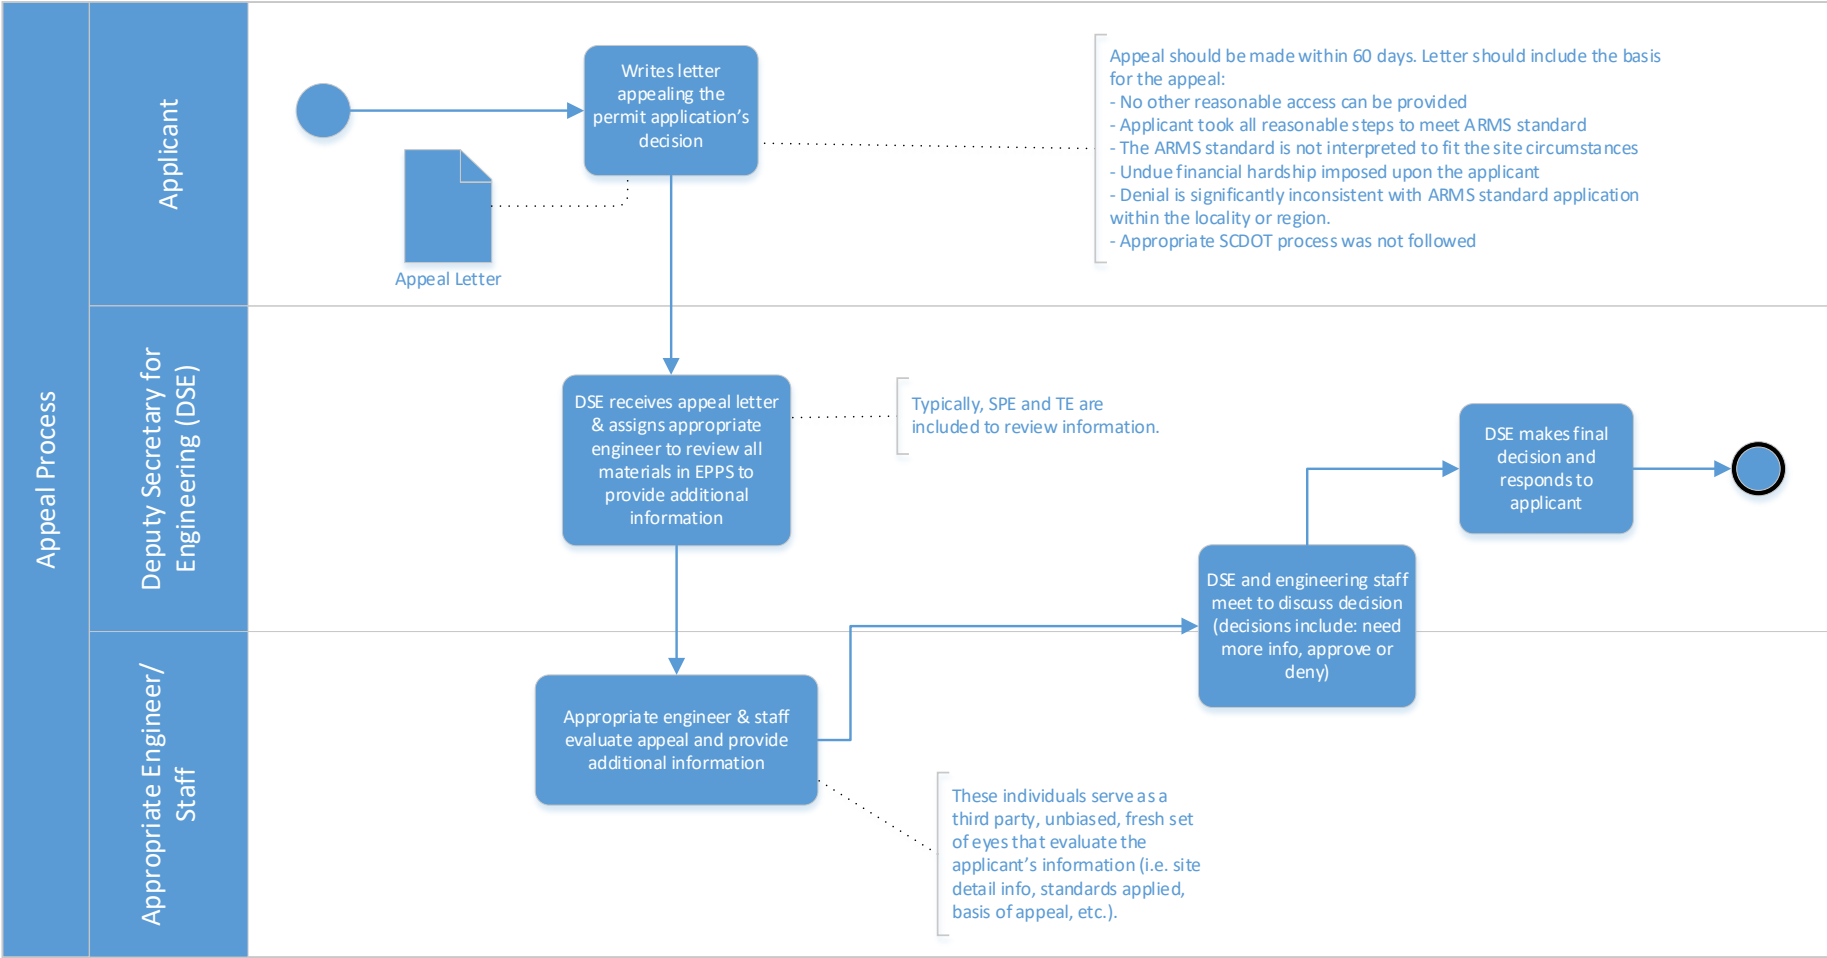 Appeal Process
Applicant
Writes letter
appealing the
permit application's
decision
Appeal Letter
Appeal should be made within 60 days. Letter should include the basis
for the appeal:
- No other reasonable access can be provided
- Applicant took all reasonable steps to meet ARMS standard
- The ARMS standard is not interpreted to fit the site circumstances
- Undue financial hardship imposed upon the applicant
- Denial is significantly inconsistent with ARMS standard application
within the locality or region.
- Appropriate SCDOT process was not followed
Deputy Secretary for
Engineering (DSE)
DSE receives appeal letter
& assigns appropriate
engineer to review all
materials in EPPS to
provide additional
information
Typically, SPE and TE are
included to review information.
DSE makes final
decision and
responds to
applicant
DSE and engineering staff
meet to discuss decision
(decisions include: need
more info, approve or
deny)
Appropriate Engineer/
Staff
Appropriate engineer & staff
evaluate appeal and provide
additional information
These individuals serve as a
third party, unbiased, fresh set
of eyes that evaluate the
applicant's information (i.e. site
detail info, standards applied,
basis of appeal, etc.).